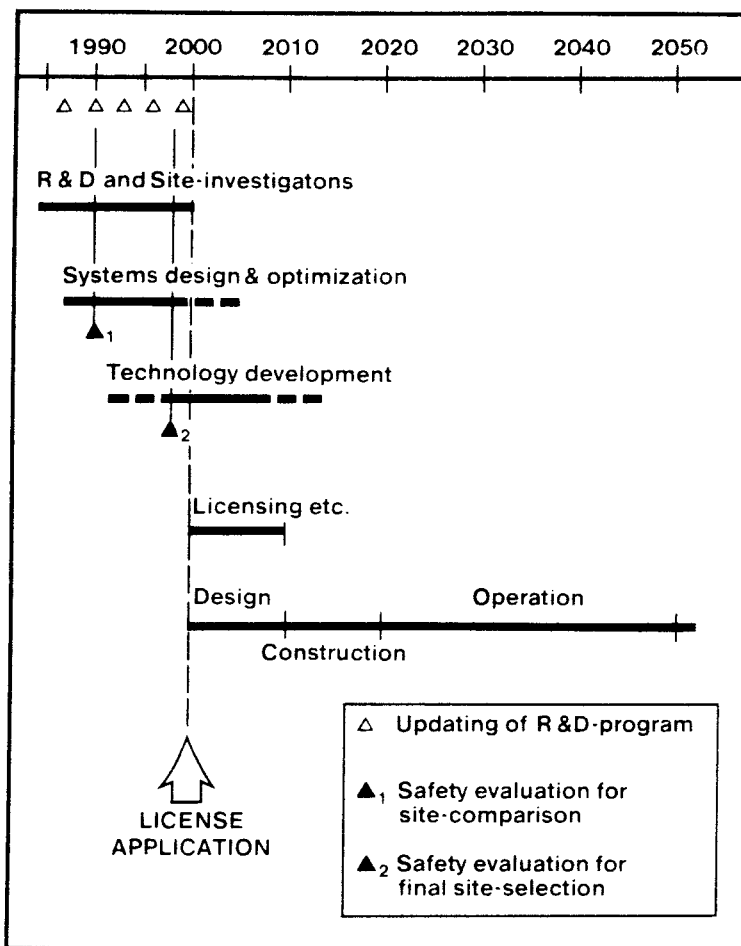 1990 2000 2010 2020 2030 2040 2050
R & D and Site-investigatons
Systems design & optimization
1
Technology development
2
Licensing etc.
Design Operation
Construction
LICENSE
APPLICATION
△ Updating of R &D-program
▲1 Safety evaluation for
site-comparison
▲2 Safety evaluation for
final site-selection